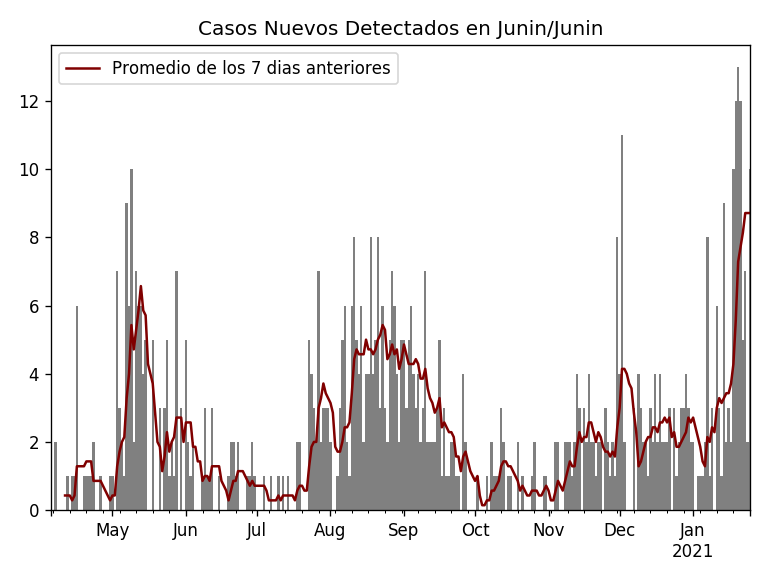 Casos Nuevos Detectados en Junin/Junin
Promedio de los 7 dias anteriores
12
10
8
6
4
2
0
May Jun Jul Aug Sep Oct Nov Dec Jan
2021